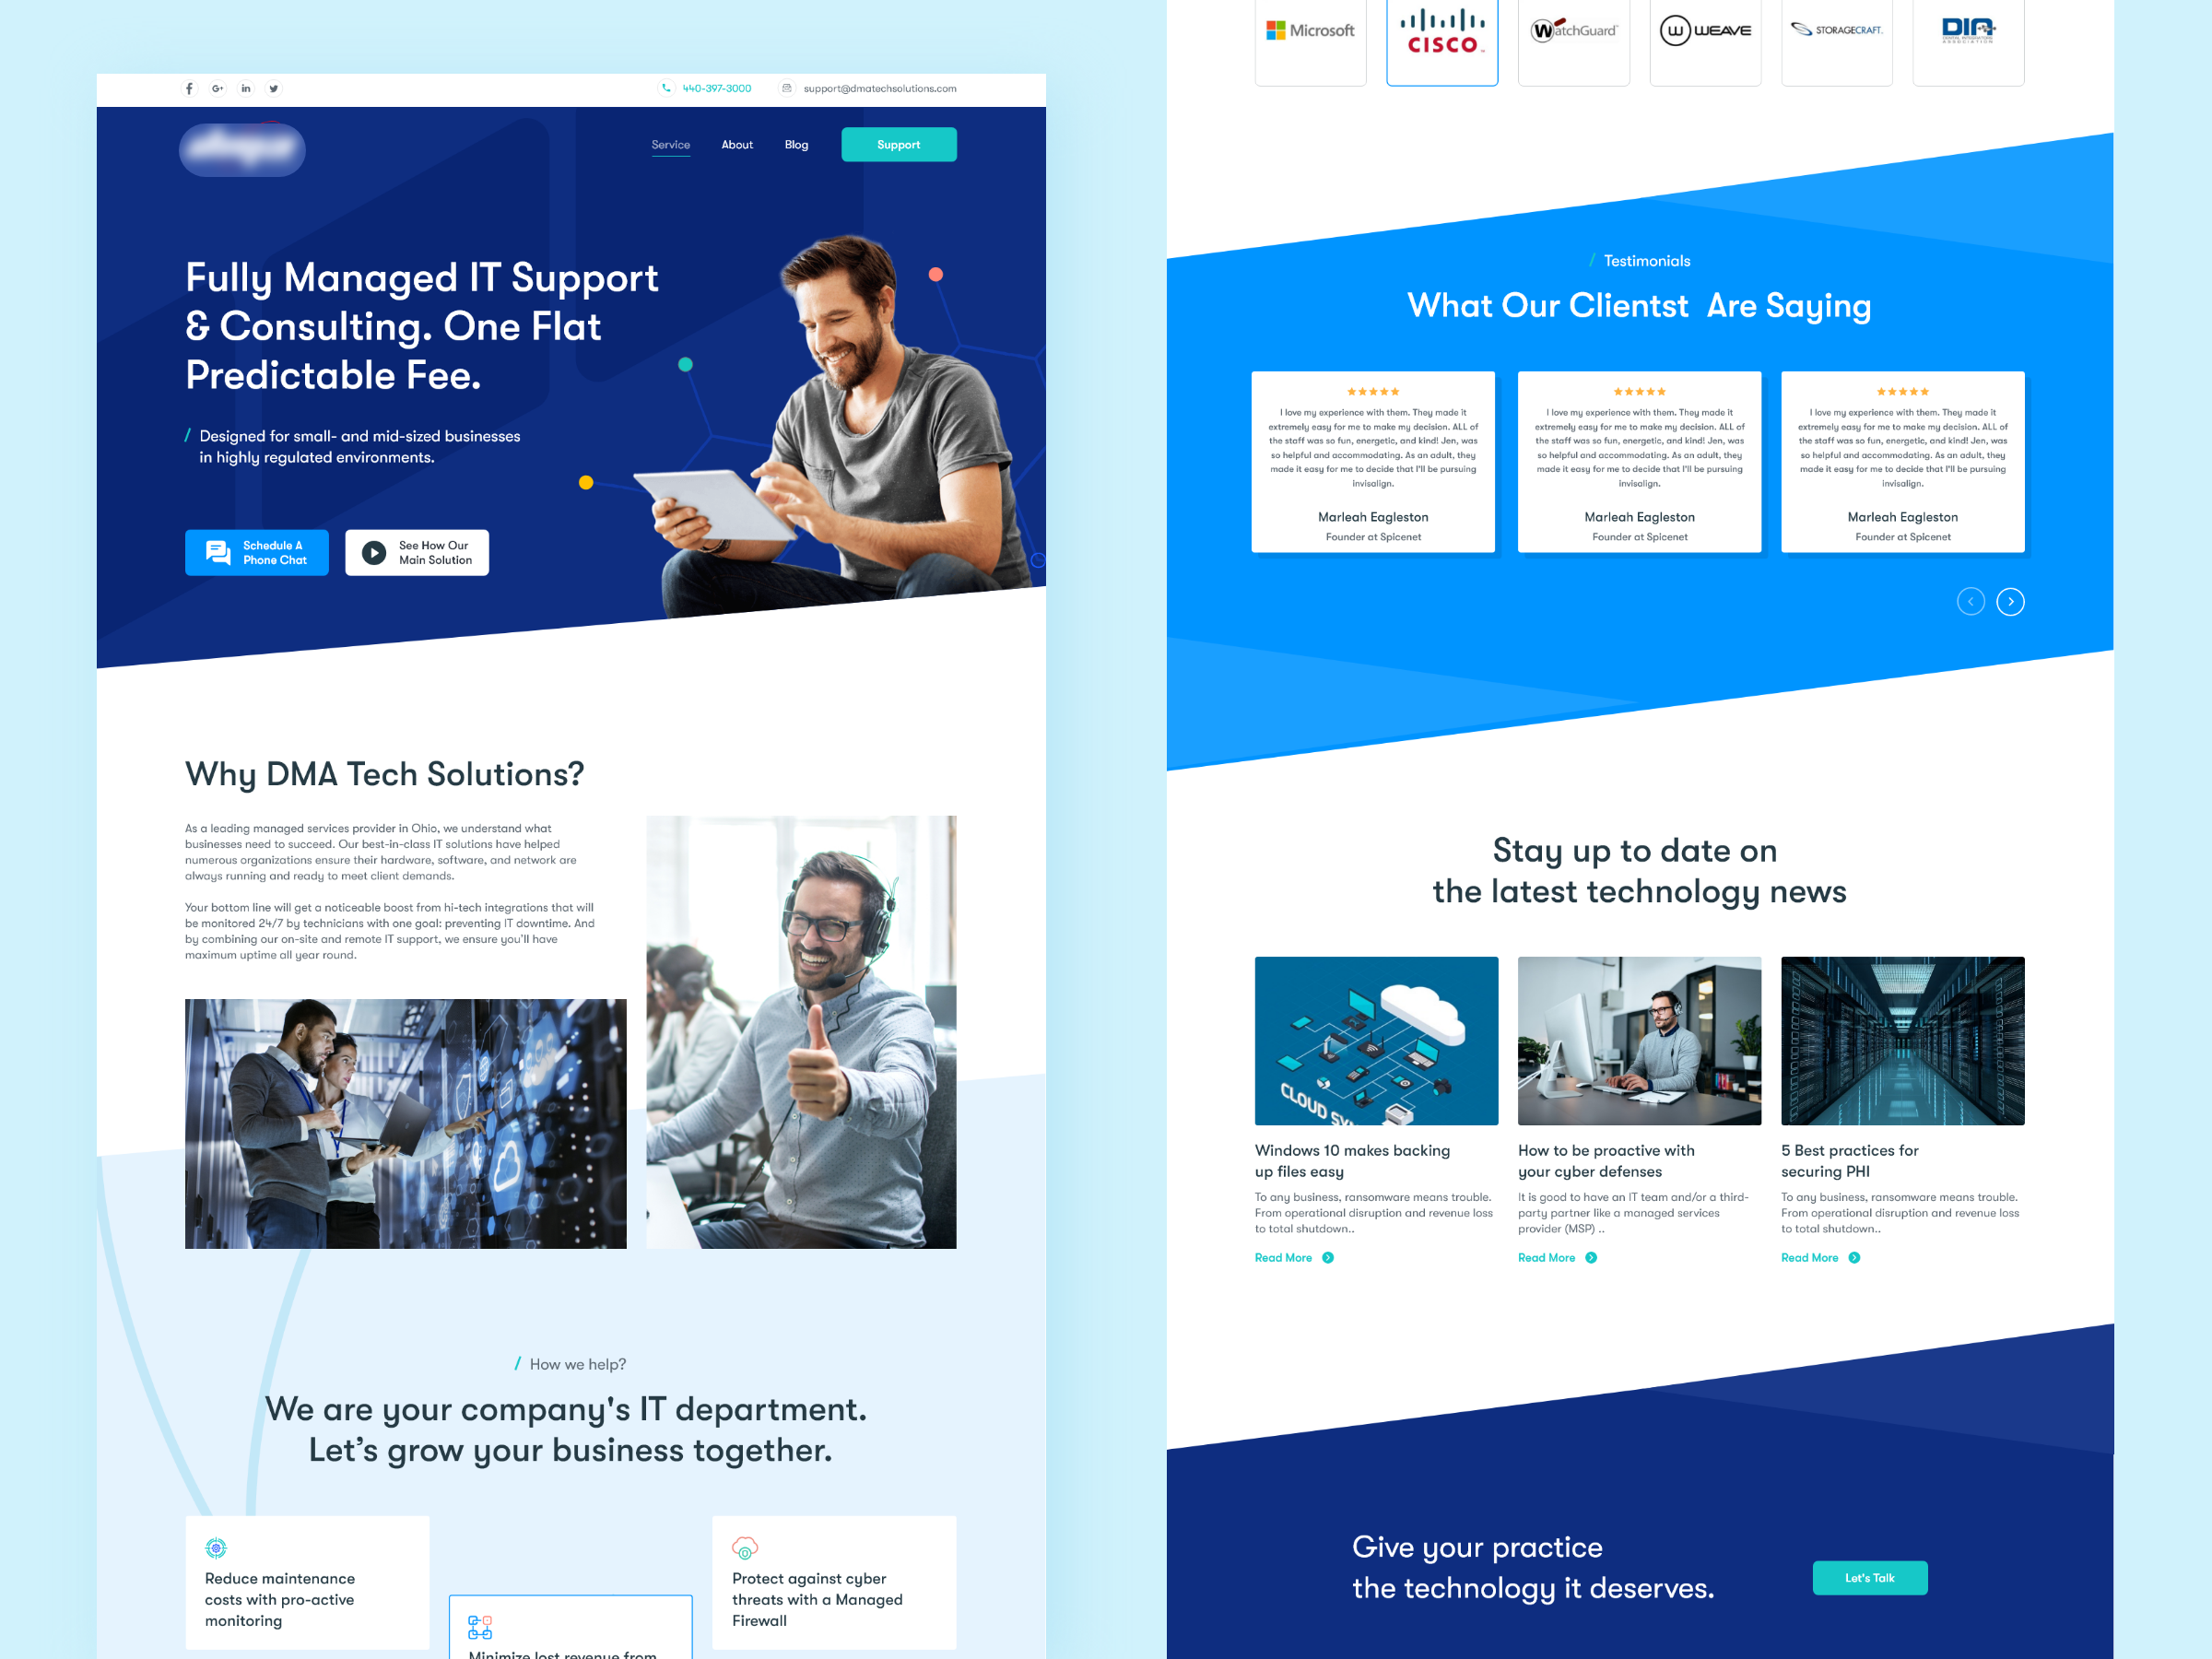 440-397-3000
support@dmatechsolutions.com
Service
About
Blog
Support
Fully Managed IT Support
& Consulting. One Flat
Predictable Fee.
/ Designed for small- and mid-sized businesses
in highly regulated environments.
Schedule A
Phone Chat
See How Our
Main Solution
Why DMA Tech Solutions?
As a leading managed services provider in Ohio, we understand what
businesses need to succeed. Our best-in-class IT solutions have helped
numerous organizations ensure their hardware, software, and network are
always running and ready to meet client demands.
Your bottom line will get a noticeable boost from hi-tech integrations that will
be monitored 24/7 by technicians with one goal: preventing IT downtime. And
by combining our on-site and remote IT support, we ensure you'll have
maximum uptime all year round.
/ How we help?
We are your company's IT department.
Let’s grow your business together.
Reduce maintenance
costs with pro-active
monitoring
Minimize lost revenue from
Protect against cyber
threats with a Managed
Firewall
Microsoft
CISCO
WatchGuard
WEAVE
STORAGECRAFT
DIA
/ Testimonials
What Our Clientst Are Saying
I love my experience with them. They made it
extremely easy for me to make my decision. ALL of
the staff was so fun, energetic, and kind! Jen, was
so helpful and accommodating. As an adult, they
made it easy for me to decide that I'll be pursuing
invisalign.
Marleah Eagleston
Founder at Spicenet
I love my experience with them. They made it
extremely easy for me to make my decision. ALL of
the staff was so fun, energetic, and kind! Jen, was
so helpful and accommodating. As an adult, they
made it easy for me to decide that I'll be pursuing
invisalign.
Marleah Eagleston
Founder at Spicenet
I love my experience with them. They made it
extremely easy for me to make my decision. ALL of
the staff was so fun, energetic, and kind! Jen, was
so helpful and accommodating. As an adult, they
made it easy for me to decide that I'll be pursuing
invisalign.
Marleah Eagleston
Founder at Spicenet
Stay up to date on
the latest technology news
CLOUD SY
Windows 10 makes backing
up files easy
To any business, ransomware means trouble.
From operational disruption and revenue loss
to total shutdown..
Read More
How to be proactive with
your cyber defenses
It is good to have an IT team and/or a third-
party partner like a managed services
provider (MSP) ..
Read More
5 Best practices for
securing PHI
To any business, ransomware means trouble.
From operational disruption and revenue loss
to total shutdown..
Read More
Give your practice
the technology it deserves.
Let's Talk